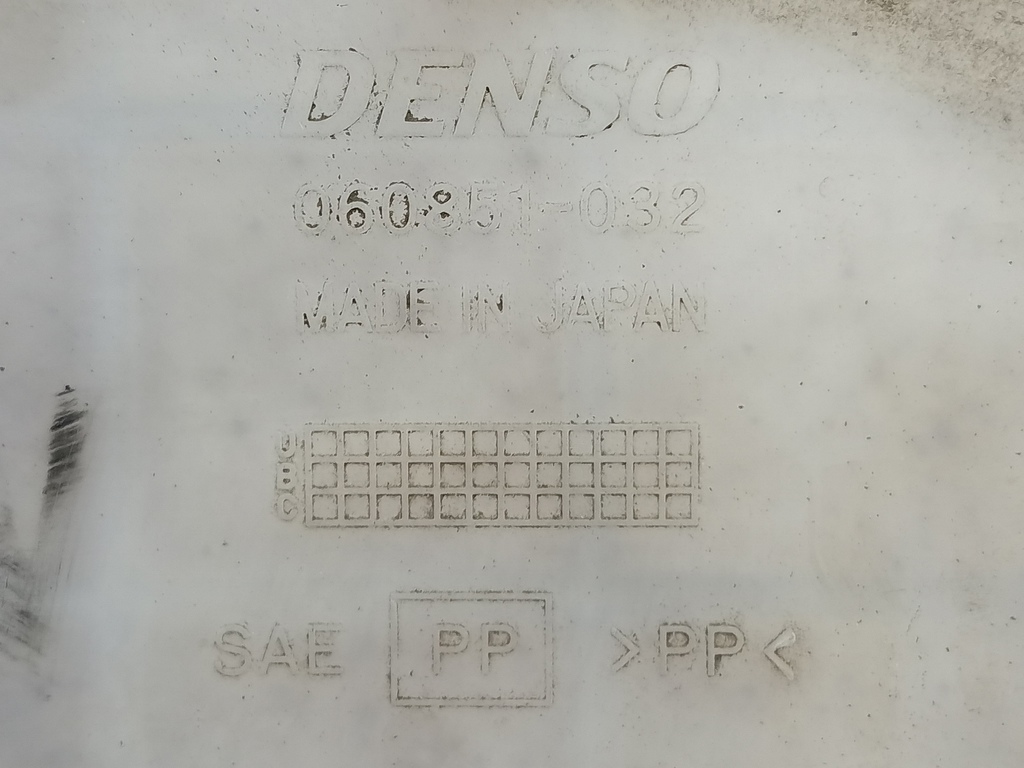 DENSO
060851-032
MADE IN JAPAN
SAE PP >PP<